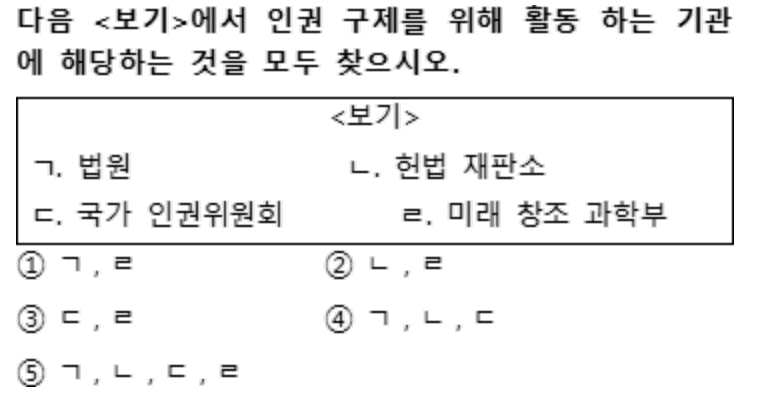 다음 <보기>에서 인권 구제를 위해 활동 하는 기관
에 해당하는 것을 모두 찾으시오.
<보기>
ㄱ. 법원 ㄴ. 헌법 재판소
ㄷ. 국가 인권위원회 ㄹ. 미래 창조 과학부
① ㄱ, ㄹ ② ㄴ, ㄹ
③ ㄷ, ㄹ ④ ㄱ, ㄴ, ㄷ
⑤ ㄱ, ㄴ, ㄷ, ㄹ